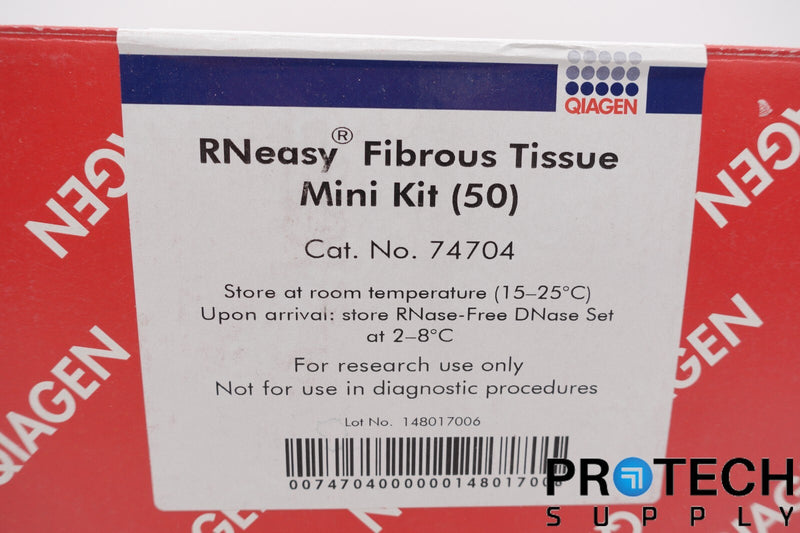 QIAGEN
RNeasy® Fibrous Tissue
Mini Kit (50)
Cat. No. 74704
Store at room temperature (15–25°C)
Upon arrival: store RNase-Free DNase Set
at 2–8°C
For research use only
Not for use in diagnostic procedures
Lot No. 148017006
0074704000000148017006
QIAGEN
QIAGEN
QIAGEN
PROTECH
SUPPLY